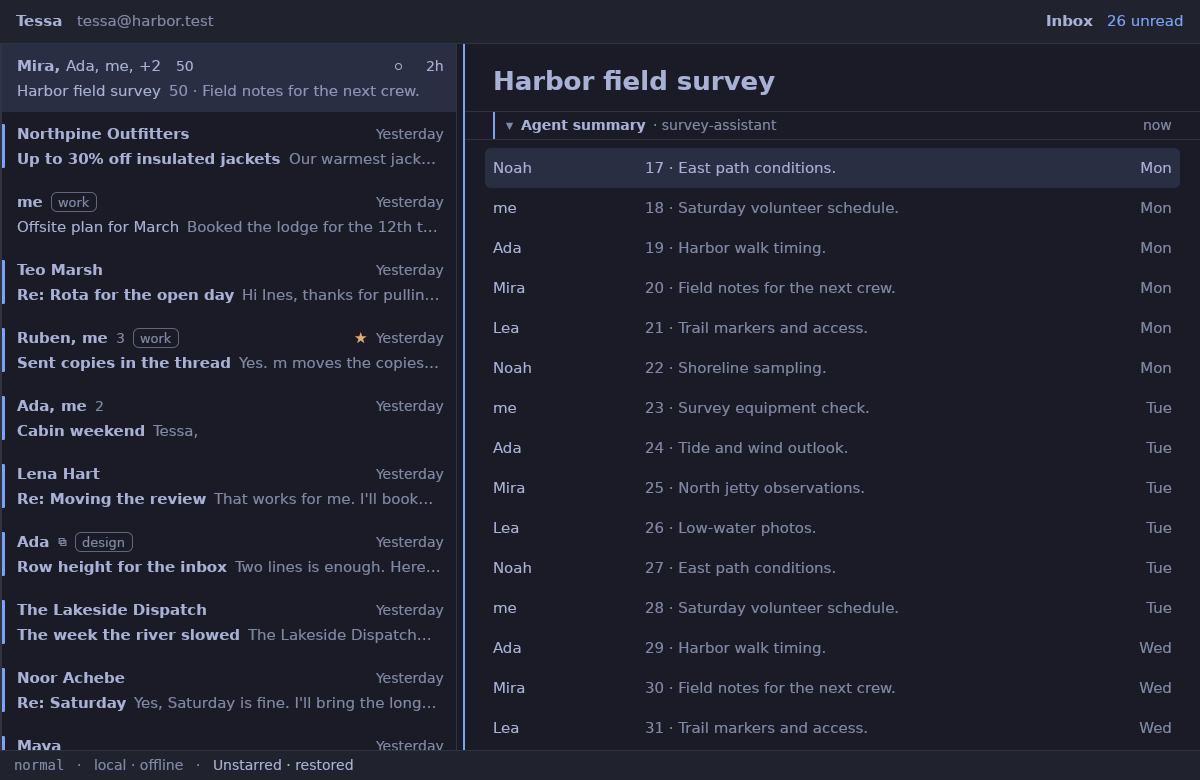 Tessa tessa@harbor.test
Inbox 26 unread
Mira, Ada, me, +2 50 2h
Harbor field survey 50 · Field notes for the next crew.
Northpine Outfitters Yesterday
Up to 30% off insulated jackets Our warmest jack…
me work Yesterday
Offsite plan for March Booked the lodge for the 12th t…
Teo Marsh Yesterday
Re: Rota for the open day Hi Ines, thanks for pullin…
Ruben, me 3 work ★ Yesterday
Sent copies in the thread Yes. m moves the copies…
Ada, me 2 Yesterday
Cabin weekend Tessa,
Lena Hart Yesterday
Re: Moving the review That works for me. I'll book…
Ada design Yesterday
Row height for the inbox Two lines is enough. Here…
The Lakeside Dispatch Yesterday
The week the river slowed The Lakeside Dispatch…
Noor Achebe Yesterday
Re: Saturday Yes, Saturday is fine. I'll bring the long…
Maya Yesterday
Harbor field survey
▾ Agent summary · survey-assistant now
Noah 17 · East path conditions. Mon
me 18 · Saturday volunteer schedule. Mon
Ada 19 · Harbor walk timing. Mon
Mira 20 · Field notes for the next crew. Mon
Lea 21 · Trail markers and access. Mon
Noah 22 · Shoreline sampling. Mon
me 23 · Survey equipment check. Tue
Ada 24 · Tide and wind outlook. Tue
Mira 25 · North jetty observations. Tue
Lea 26 · Low-water photos. Tue
Noah 27 · East path conditions. Tue
me 28 · Saturday volunteer schedule. Tue
Ada 29 · Harbor walk timing. Wed
Mira 30 · Field notes for the next crew. Wed
Lea 31 · Trail markers and access. Wed
normal · local · offline · Unstarred · restored